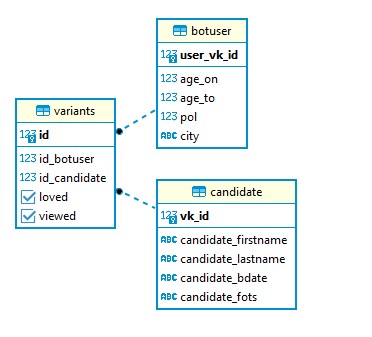 botuser
123 user_vk_id
123 age_on
123 age_to
123 pol
ABC city
variants
123 id
123 id_botuser
123 id_candidate
loved
viewed
candidate
123 vk_id
ABC candidate_firstname
ABC candidate_lastname
ABC candidate_bdate
ABC candidate_fots